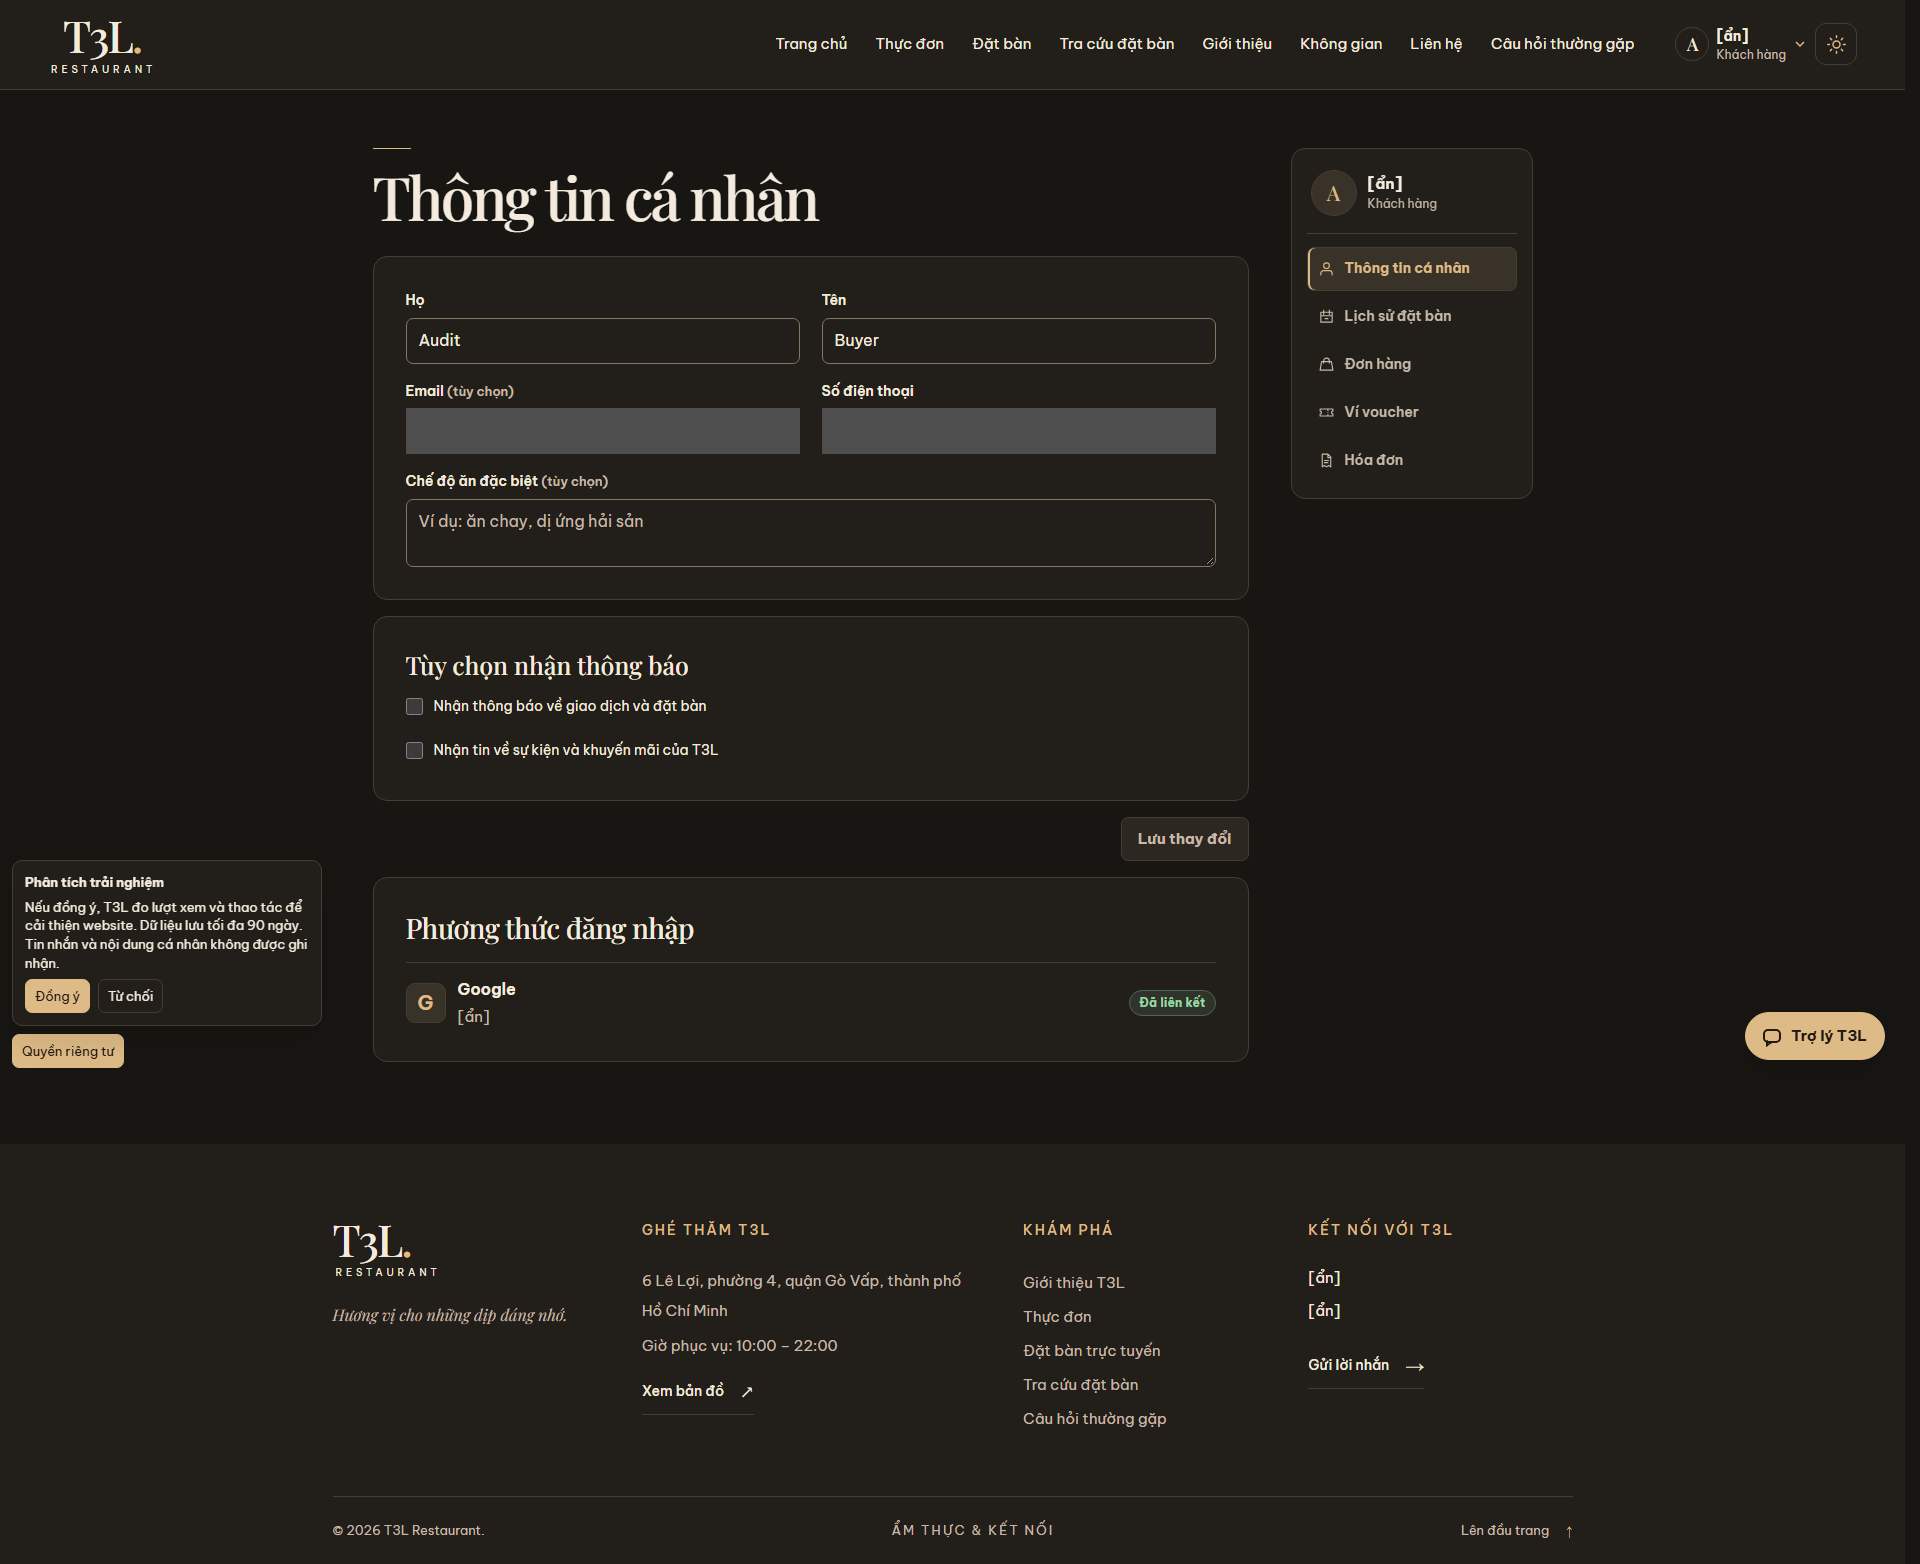 T3L.
RESTAURANT
Trang chủ
Thực đơn
Đặt bàn
Tra cứu đặt bàn
Giới thiệu
Không gian
Liên hệ
Câu hỏi thường gặp
A
[ẩn]
Khách hàng
Thông tin cá nhân
Họ
Tên
Audit
Buyer
Email (tùy chọn)
Số điện thoại
Chế độ ăn đặc biệt (tùy chọn)
Ví dụ: ăn chay, dị ứng hải sản
Tùy chọn nhận thông báo
Nhận thông báo về giao dịch và đặt bàn
Nhận tin về sự kiện và khuyến mãi của T3L
Lưu thay đổi
Phương thức đăng nhập
G
Google
[ẩn]
Đã liên kết
A
[ẩn]
Khách hàng
Thông tin cá nhân
Lịch sử đặt bàn
Đơn hàng
Ví voucher
Hóa đơn
Phân tích trải nghiệm
Nếu đồng ý, T3L đo lượt xem và thao tác để
cải thiện website. Dữ liệu lưu tối đa 90 ngày.
Tin nhắn và nội dung cá nhân không được ghi
nhận.
Đồng ý
Từ chối
Quyền riêng tư
Trợ lý T3L
T3L.
RESTAURANT
Hương vị cho những dịp đáng nhớ.
GHÉ THĂM T3L
6 Lê Lợi, phường 4, quận Gò Vấp, thành phố
Hồ Chí Minh
Giờ phục vụ: 10:00 – 22:00
Xem bản đồ ↗
KHÁM PHÁ
Giới thiệu T3L
Thực đơn
Đặt bàn trực tuyến
Tra cứu đặt bàn
Câu hỏi thường gặp
KẾT NỐI VỚI T3L
[ẩn]
[ẩn]
Gửi lời nhắn →
© 2026 T3L Restaurant.
ẨM THỰC & KẾT NỐI
Lên đầu trang ↑